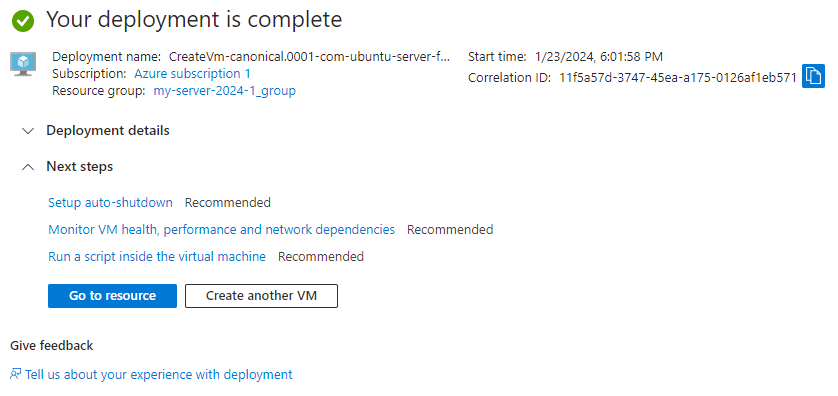 Your deployment is complete
Deployment name: CreateVm-canonical.0001-com-ubuntu-server-f...
Start time: 1/23/2024, 6:01:58 PM
Subscription: Azure subscription 1
Correlation ID: 11f5a57d-3747-45ea-a175-0126af1eb571
Resource group: my-server-2024-1_group
Deployment details
Next steps
Setup auto-shutdown Recommended
Monitor VM health, performance and network dependencies Recommended
Run a script inside the virtual machine Recommended
Go to resource Create another VM
Give feedback
Tell us about your experience with deployment